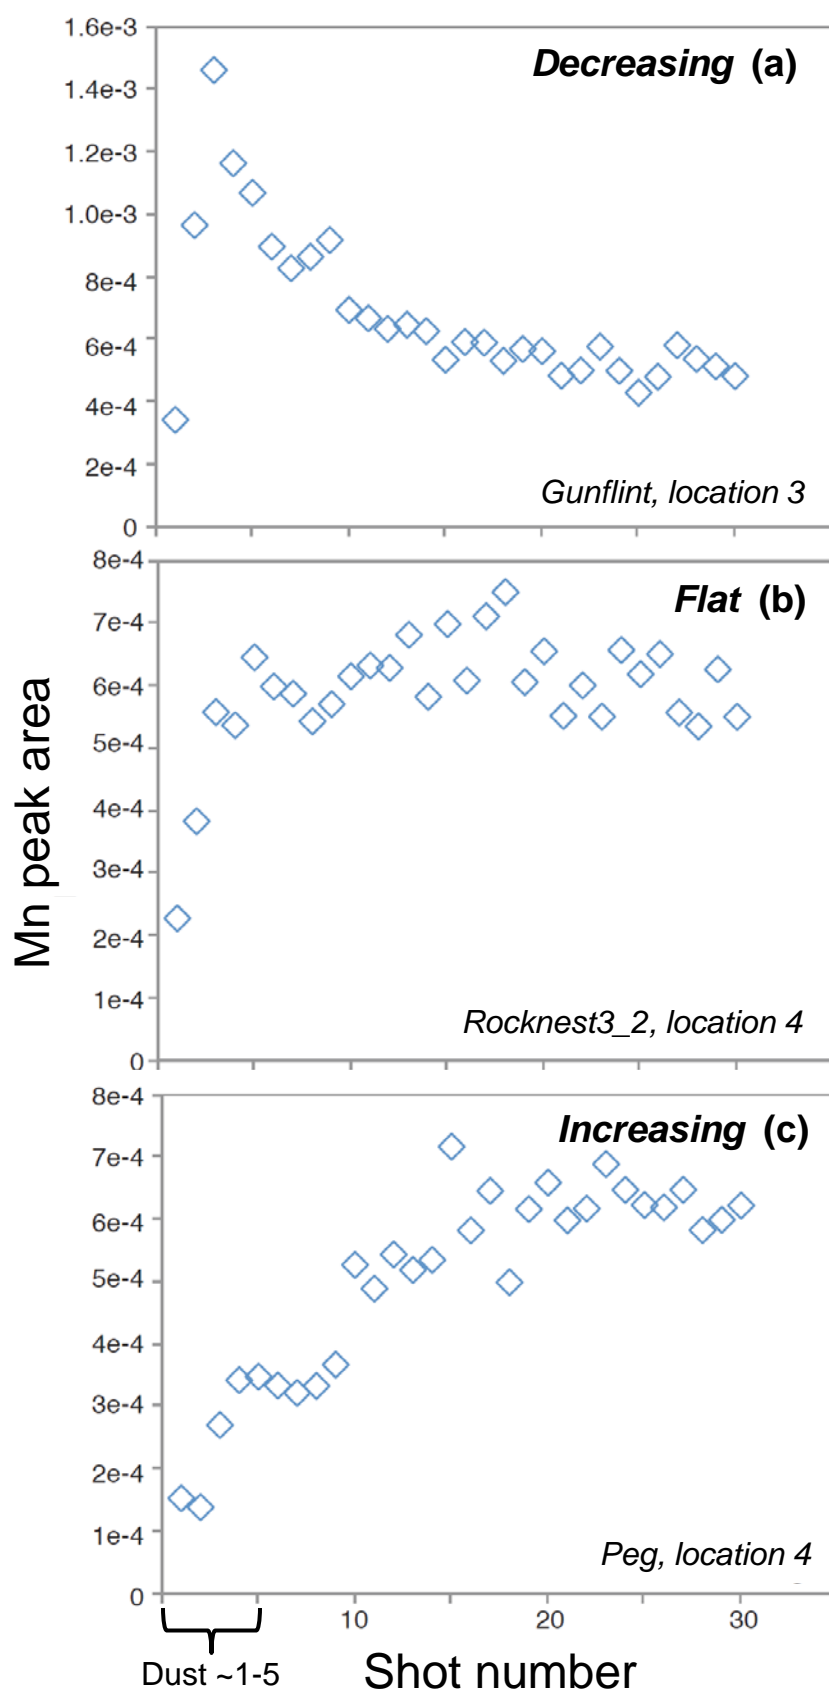 1.6e-3
Decreasing (a)
1.4e-3
1.2e-3
1.0e-3
8e-4
6e-4
4e-4
2e-4
Gunflint, location 3
0
8e-4
Flat (b)
7e-4
6e-4
5e-4
4e-4
3e-4
2e-4
1e-4
Rocknest3_2, location 4
0
Mn peak area
8e-4
Increasing (c)
7e-4
6e-4
5e-4
4e-4
3e-4
2e-4
1e-4
Peg, location 4
0
10 20 30
Dust ~1-5
Shot number